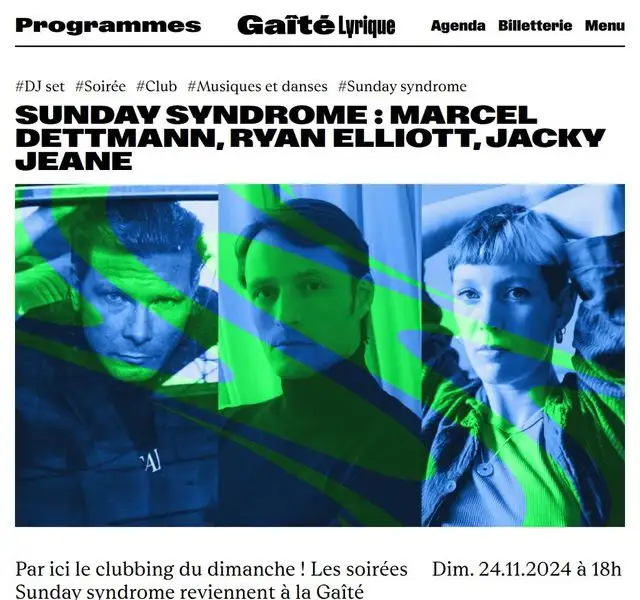 Programmes Gaîté Lyrique Agenda Billetterie Menu
#DJ set #Soirée #Club #Musiques et danses #Sunday syndrome
SUNDAY SYNDROME : MARCEL
DETTMANN, RYAN ELLIOTT, JACKY
JEANE
Par ici le clubbing du dimanche ! Les soirées
Sunday syndrome reviennent à la Gaîté
Dim. 24.11.2024 à 18h